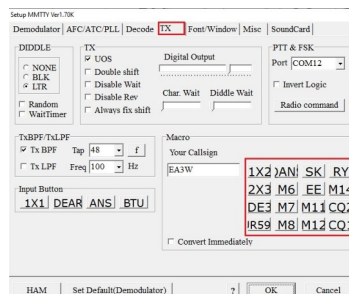 Setup MMTTY Ver1.70K
Demodulator AFC/ATC/PLL Decode TX Font/Window Misc SoundCard
DIDDLE
NONE
BLK
LTR
Random
WaitTimer
TX
UOS
Double shift
Disable Wait
Disable Rev
Always fix shift
Digital Output
Char. Wait Diddle Wait
PTT & FSK
Port COM12
Invert Logic
Radio command
TxBPF/TxLPF
Tx BPF Tap 48 f
Tx LPF Freq 100 Hz
Input Button
1X1 DEAR ANS BTU
Macro
Your Callsign
EA3W
1X2 )AN: SK RY
2X3 M6 EE M14
DE3 M7 M11 CQ2
JR59 M8 M12 CQ1
Convert Immediately
HAM Set Default(Demodulator) ? OK Cancel